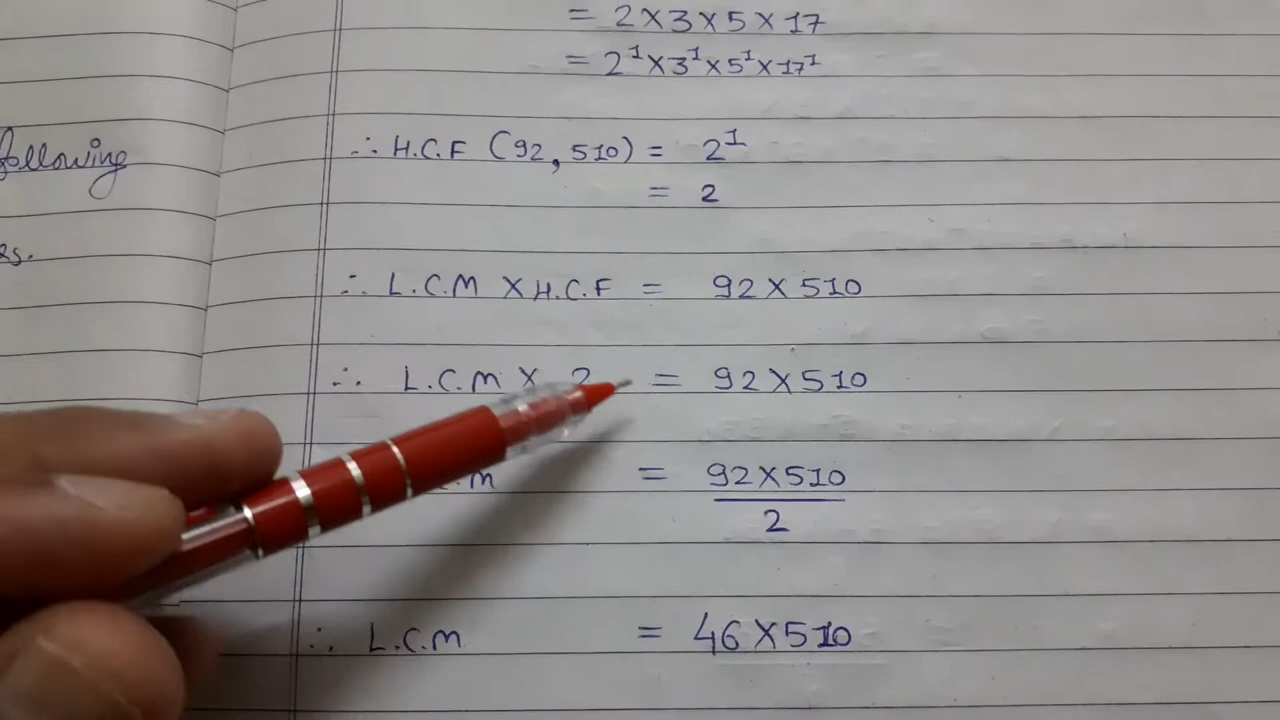 = 2×3×5×17
= 2¹×3¹×5¹×17¹
following
∴ H.C.F (92, 510) = 2¹
= 2
∴ L.C.M × H.C.F = 92×510
∴ L.C.M × 2 = 92×510
= 92×510
2
∴ L.C.M = 46×510